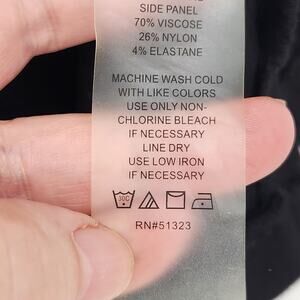 SIDE PANEL
70% VISCOSE
26% NYLON
4% ELASTANE
MACHINE WASH COLD
WITH LIKE COLORS
USE ONLY NON-
CHLORINE BLEACH
IF NECESSARY
LINE DRY
USE LOW IRON
IF NECESSARY
30C
RN#51323